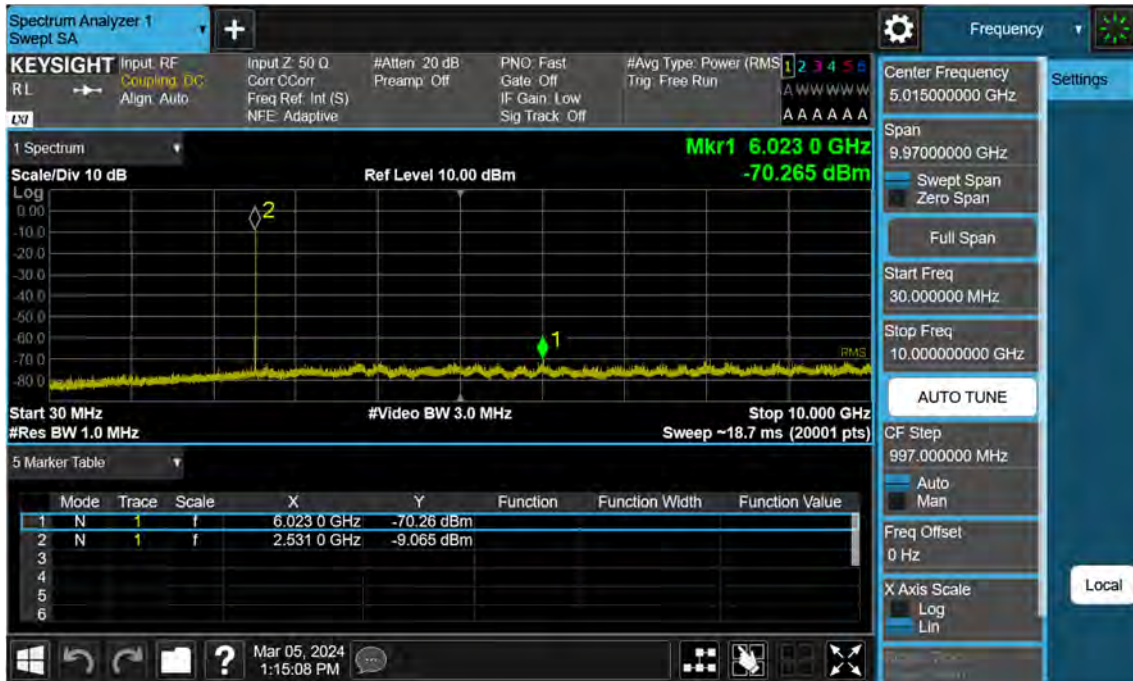 Spectrum Analyzer 1
Swept SA
+
Frequency
KEYSIGHT
RL
LXI
Input: RF
Coupling: DC
Align: Auto
Input Z: 50 Ω
Corr CCorr
Freq Ref: Int (S)
NFE: Adaptive
#Atten: 20 dB
Preamp: Off
PNO: Fast
Gate: Off
IF Gain: Low
Sig Track: Off
#Avg Type: Power (RMS
Trig: Free Run
1 2 3 4 5 6
A W W W W W
A A A A A A
1 Spectrum
Scale/Div 10 dB
Ref Level 10.00 dBm
Mkr1 6.023 0 GHz
-70.265 dBm
Log
0.00
-10.0
-20.0
-30.0
-40.0
-50.0
-60.0
-70.0
-80.0
2
1
RMS
Start 30 MHz
#Video BW 3.0 MHz
Stop 10.000 GHz
#Res BW 1.0 MHz
Sweep ~18.7 ms (20001 pts)
5 Marker Table
Mode Trace Scale X Y Function Function Width Function Value
1 N 1 f 6.023 0 GHz -70.26 dBm
2 N 1 f 2.531 0 GHz -9.065 dBm
3
4
5
6
Mar 05, 2024
1:15:08 PM
?
Center Frequency
5.015000000 GHz
Settings
Span
9.97000000 GHz
Swept Span
Zero Span
Full Span
Start Freq
30.000000 MHz
Stop Freq
10.000000000 GHz
AUTO TUNE
CF Step
997.000000 MHz
Auto
Man
Freq Offset
0 Hz
X Axis Scale
Log
Lin
Local